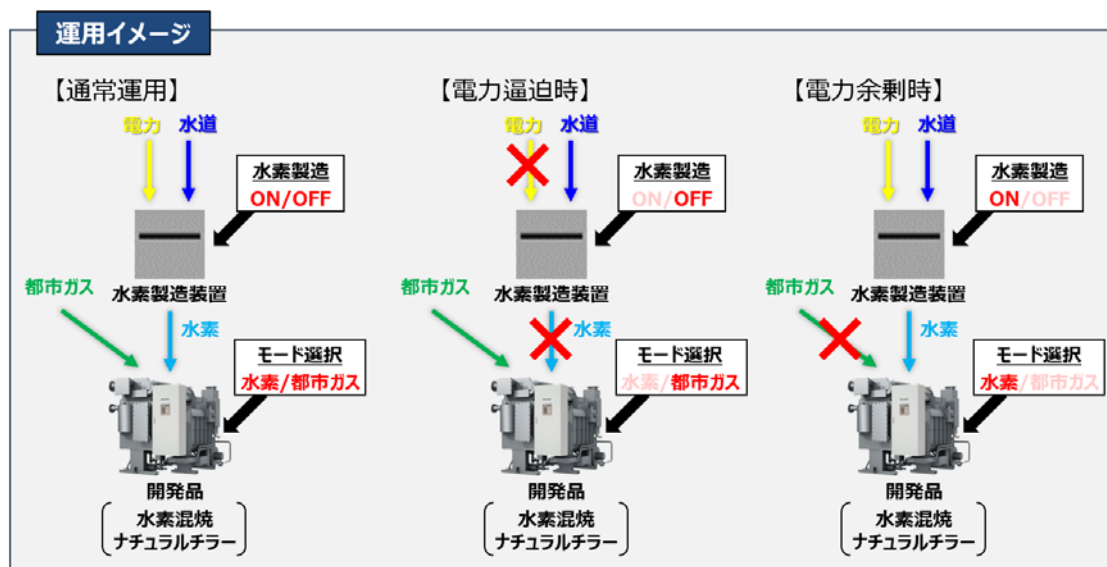 運用イメージ
【通常運用】
電力
水道
水素製造
ON/OFF
水素製造装置
都市ガス
水素
モード選択
水素/都市ガス
開発品
水素混焼
ナチュラルチラー
【電力逼迫時】
電力
水道
水素製造
ON/OFF
水素製造装置
都市ガス
水素
モード選択
水素/都市ガス
開発品
水素混焼
ナチュラルチラー
【電力余剰時】
電力
水道
水素製造
ON/OFF
水素製造装置
都市ガス
水素
モード選択
水素/都市ガス
開発品
水素混焼
ナチュラルチラー